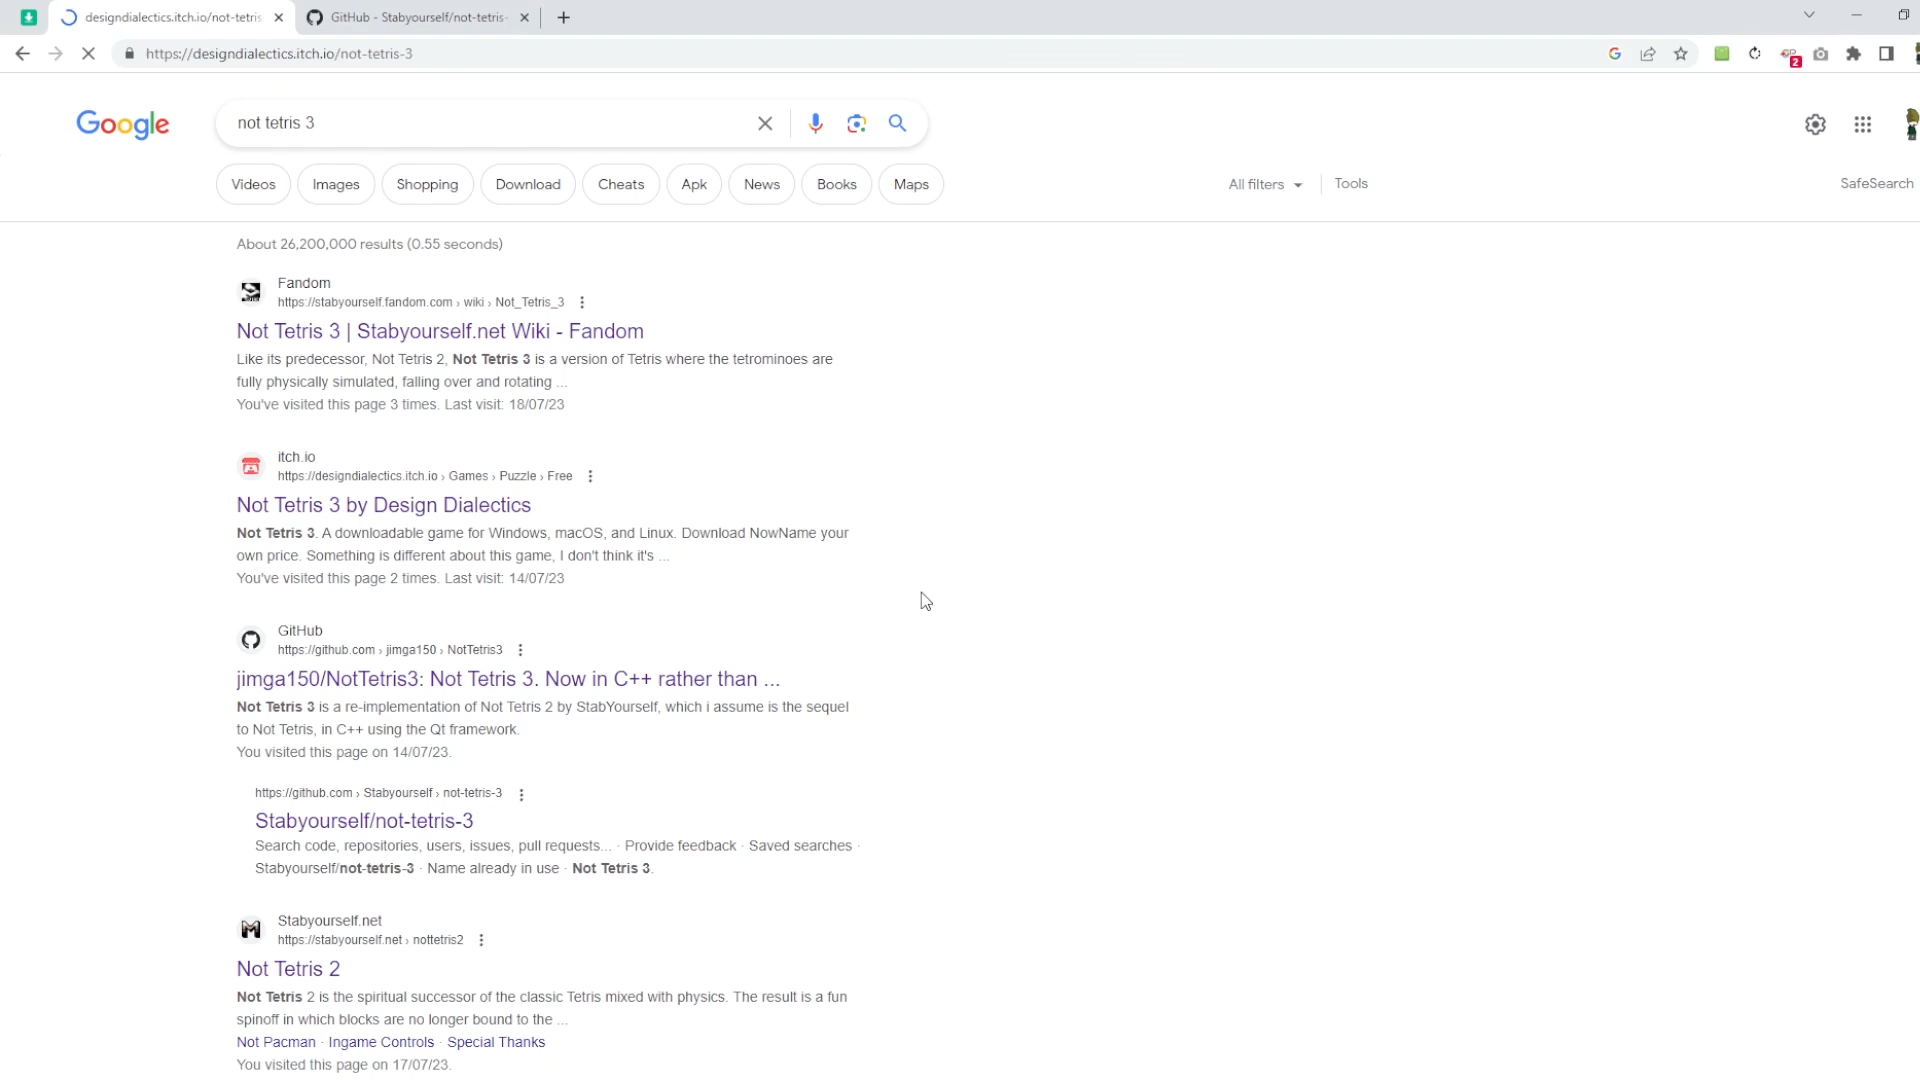 designdialectics.itch.io/not-tetris
GitHub - Stabyourself/not-tetris-
https://designdialectics.itch.io/not-tetris-3
2
Google
not tetris 3
Videos
Images
Shopping
Download
Cheats
Apk
News
Books
Maps
All filters
Tools
SafeSearch
About 26,200,000 results (0.55 seconds)
Fandom
https://stabyourself.fandom.com › wiki › Not_Tetris_3
Not Tetris 3 | Stabyourself.net Wiki - Fandom
Like its predecessor, Not Tetris 2, Not Tetris 3 is a version of Tetris where the tetrominoes are
fully physically simulated, falling over and rotating ...
You've visited this page 3 times. Last visit: 18/07/23
itch.io
https://designdialectics.itch.io › Games › Puzzle › Free
Not Tetris 3 by Design Dialectics
Not Tetris 3. A downloadable game for Windows, macOS, and Linux. Download NowName your
own price. Something is different about this game, I don't think it's ...
You've visited this page 2 times. Last visit: 14/07/23
GitHub
https://github.com › jimga150 › NotTetris3
jimga150/NotTetris3: Not Tetris 3. Now in C++ rather than ...
Not Tetris 3 is a re-implementation of Not Tetris 2 by StabYourself, which i assume is the sequel
to Not Tetris, in C++ using the Qt framework.
You visited this page on 14/07/23.
https://github.com › Stabyourself › not-tetris-3
Stabyourself/not-tetris-3
Search code, repositories, users, issues, pull requests... · Provide feedback · Saved searches ·
Stabyourself/not-tetris-3 · Name already in use · Not Tetris 3.
Stabyourself.net
https://stabyourself.net › nottetris2
Not Tetris 2
Not Tetris 2 is the spiritual successor of the classic Tetris mixed with physics. The result is a fun
spinoff in which blocks are no longer bound to the ...
Not Pacman · Ingame Controls · Special Thanks
You visited this page on 17/07/23.